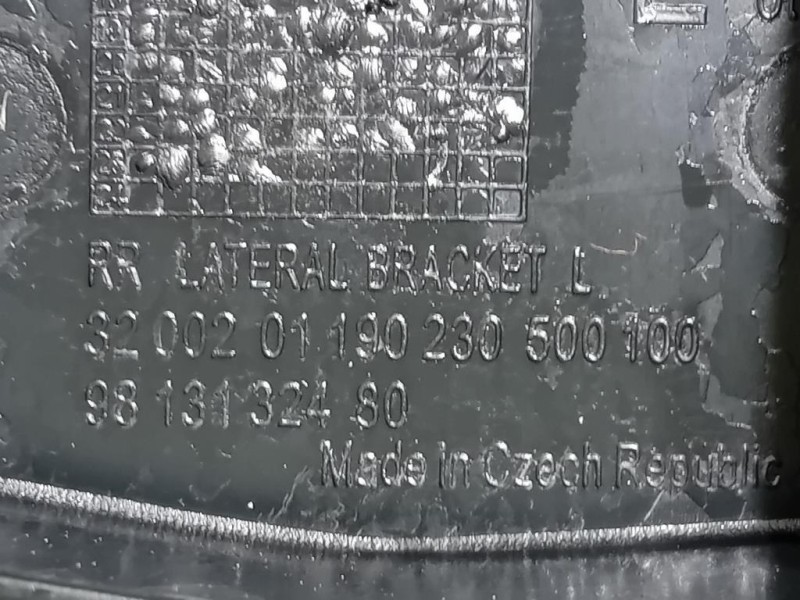 RR LATERAL BRACKET L
32 002 01 190 230 500 100
98 131 324 80
Made in Czech Republic